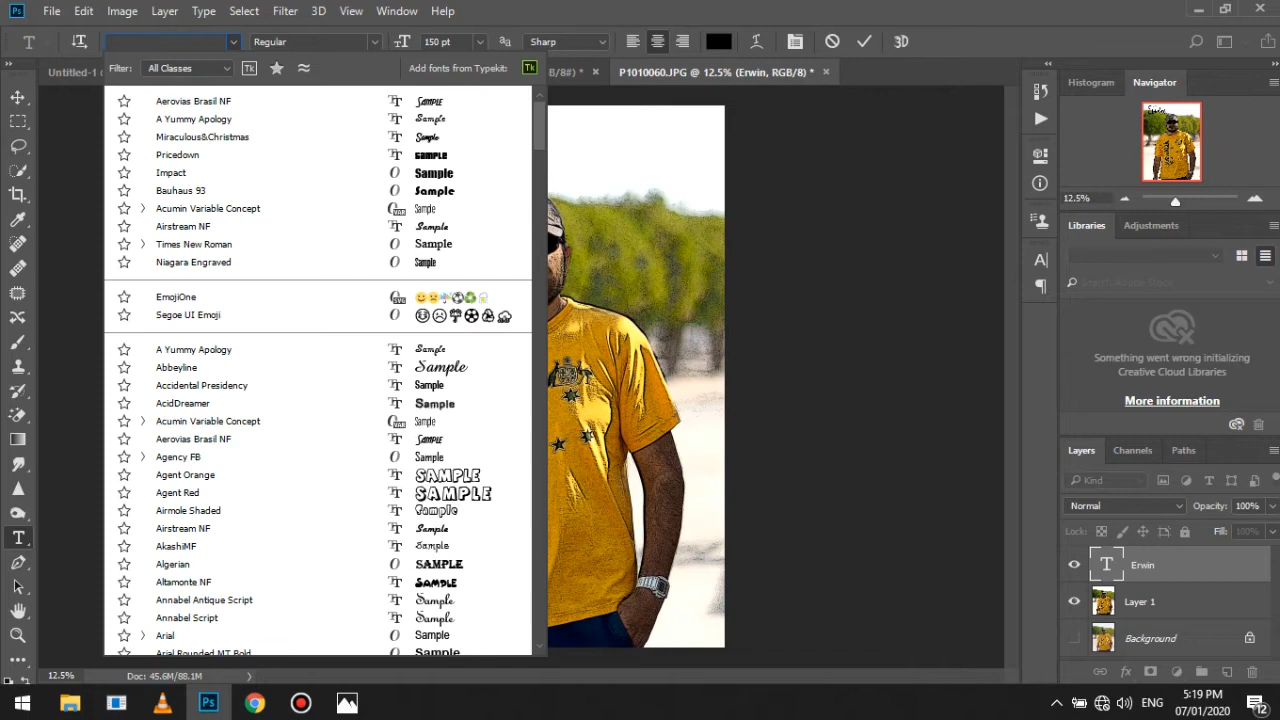 Ps File Edit Image Layer Type Select Filter 3D View Window Help
T Regular 150 pt aa Sharp 3D
Filter: All Classes Tk Add fonts from Typekit: Tk
Untitled-1 ( B/8#) * × P1010060.JPG @ 12.5% (Erwin, RGB/8) * ×
Aerovias Brasil NF Sample
A Yummy Apology Sample
Miraculous&Christmas Sample
Pricedown Sample
Impact Sample
Bauhaus 93 Sample
Acumin Variable Concept Sample
Airstream NF Sample
Times New Roman Sample
Niagara Engraved Sample
EmojiOne
Segoe UI Emoji
A Yummy Apology Sample
Abbeyline Sample
Accidental Presidency Sample
AcidDreamer Sample
Acumin Variable Concept Sample
Aerovias Brasil NF Sample
Agency FB Sample
Agent Orange SAMPLE
Agent Red SAMPLE
Airmole Shaded Sample
Airstream NF Sample
AkashiMF Sample
Algerian SAMPLE
Altamonte NF SAMPLE
Annabel Antique Script Sample
Annabel Script Sample
Arial Sample
Arial Rounded MT Bold Sample
Histogram Navigator
Erwin
12.5%
Libraries Adjustments
Search Adobe Stock
Something went wrong initializing
Creative Cloud Libraries
More information
Layers Channels Paths
Kind
Normal Opacity: 100%
Lock: Fill: 100%
T Erwin
Layer 1
Background
12.5% Doc: 45.6M/88.1M
Ps ENG 5:19 PM
07/01/2020 12